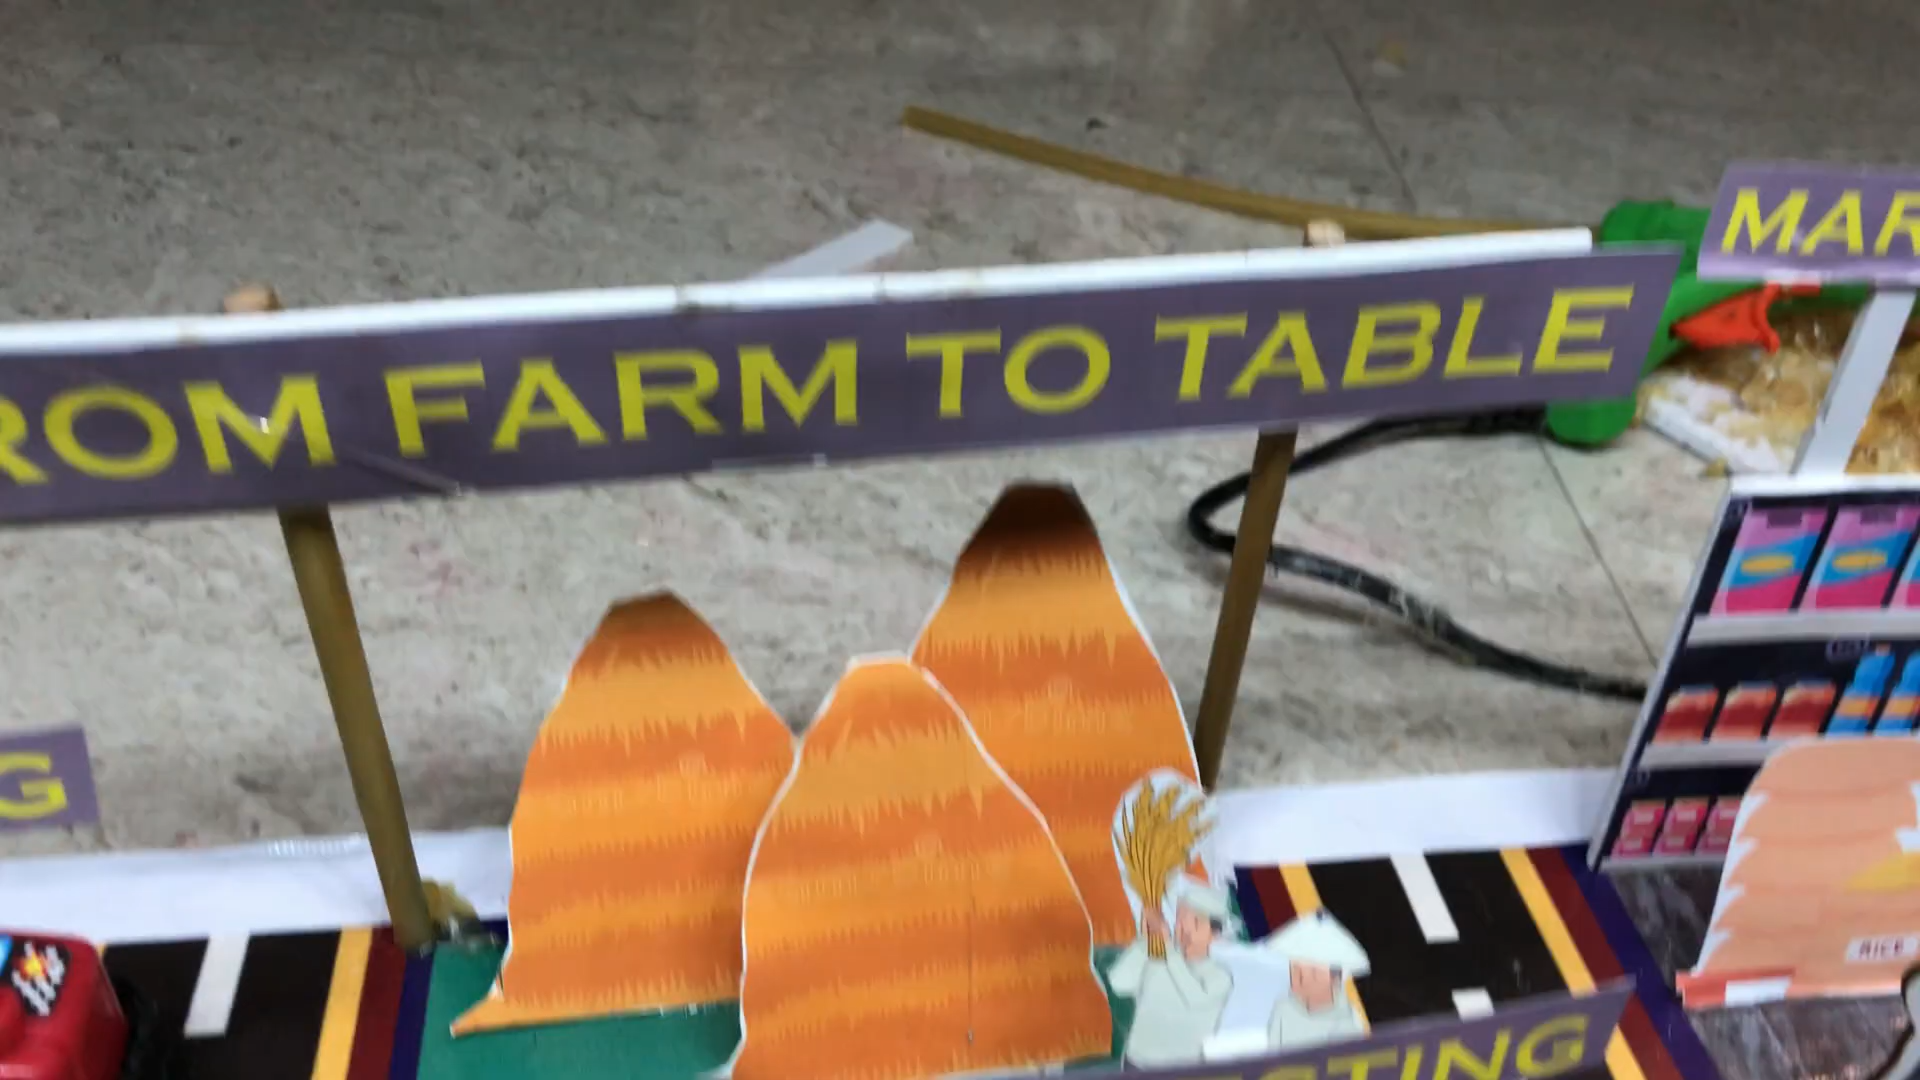 MAR
ROM FARM TO TABLE
G
RICE
STING